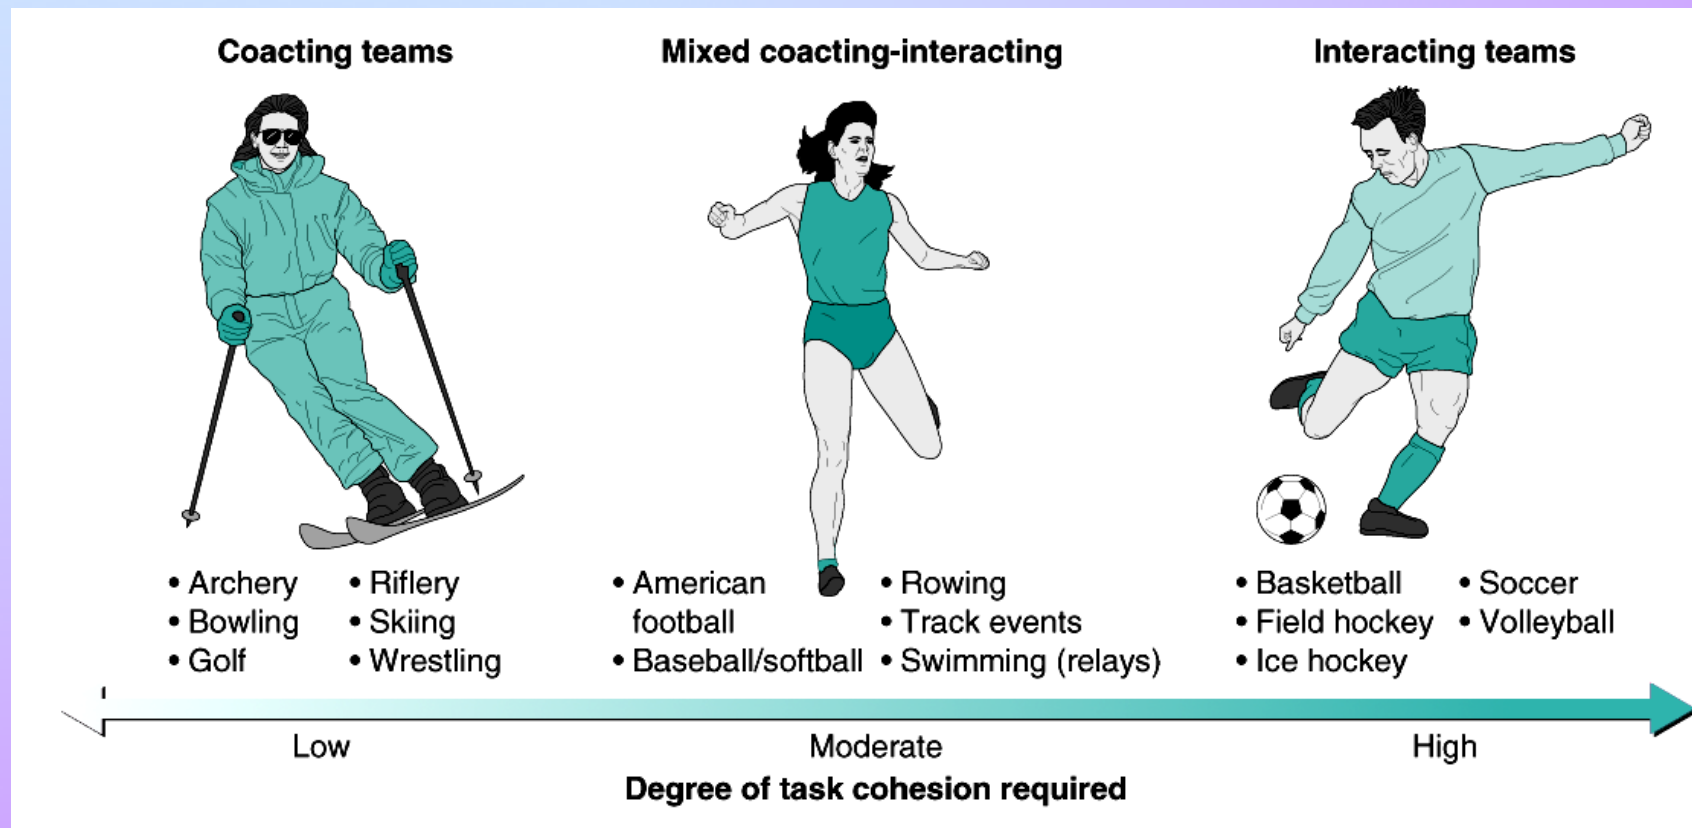 Coacting teams
Mixed coacting-interacting
Interacting teams
• Archery
• Bowling
• Golf
• Riflery
• Skiing
• Wrestling
• American
football
• Baseball/softball
• Rowing
• Track events
• Swimming (relays)
• Basketball
• Field hockey
• Ice hockey
• Soccer
• Volleyball
Low
Moderate
High
Degree of task cohesion required